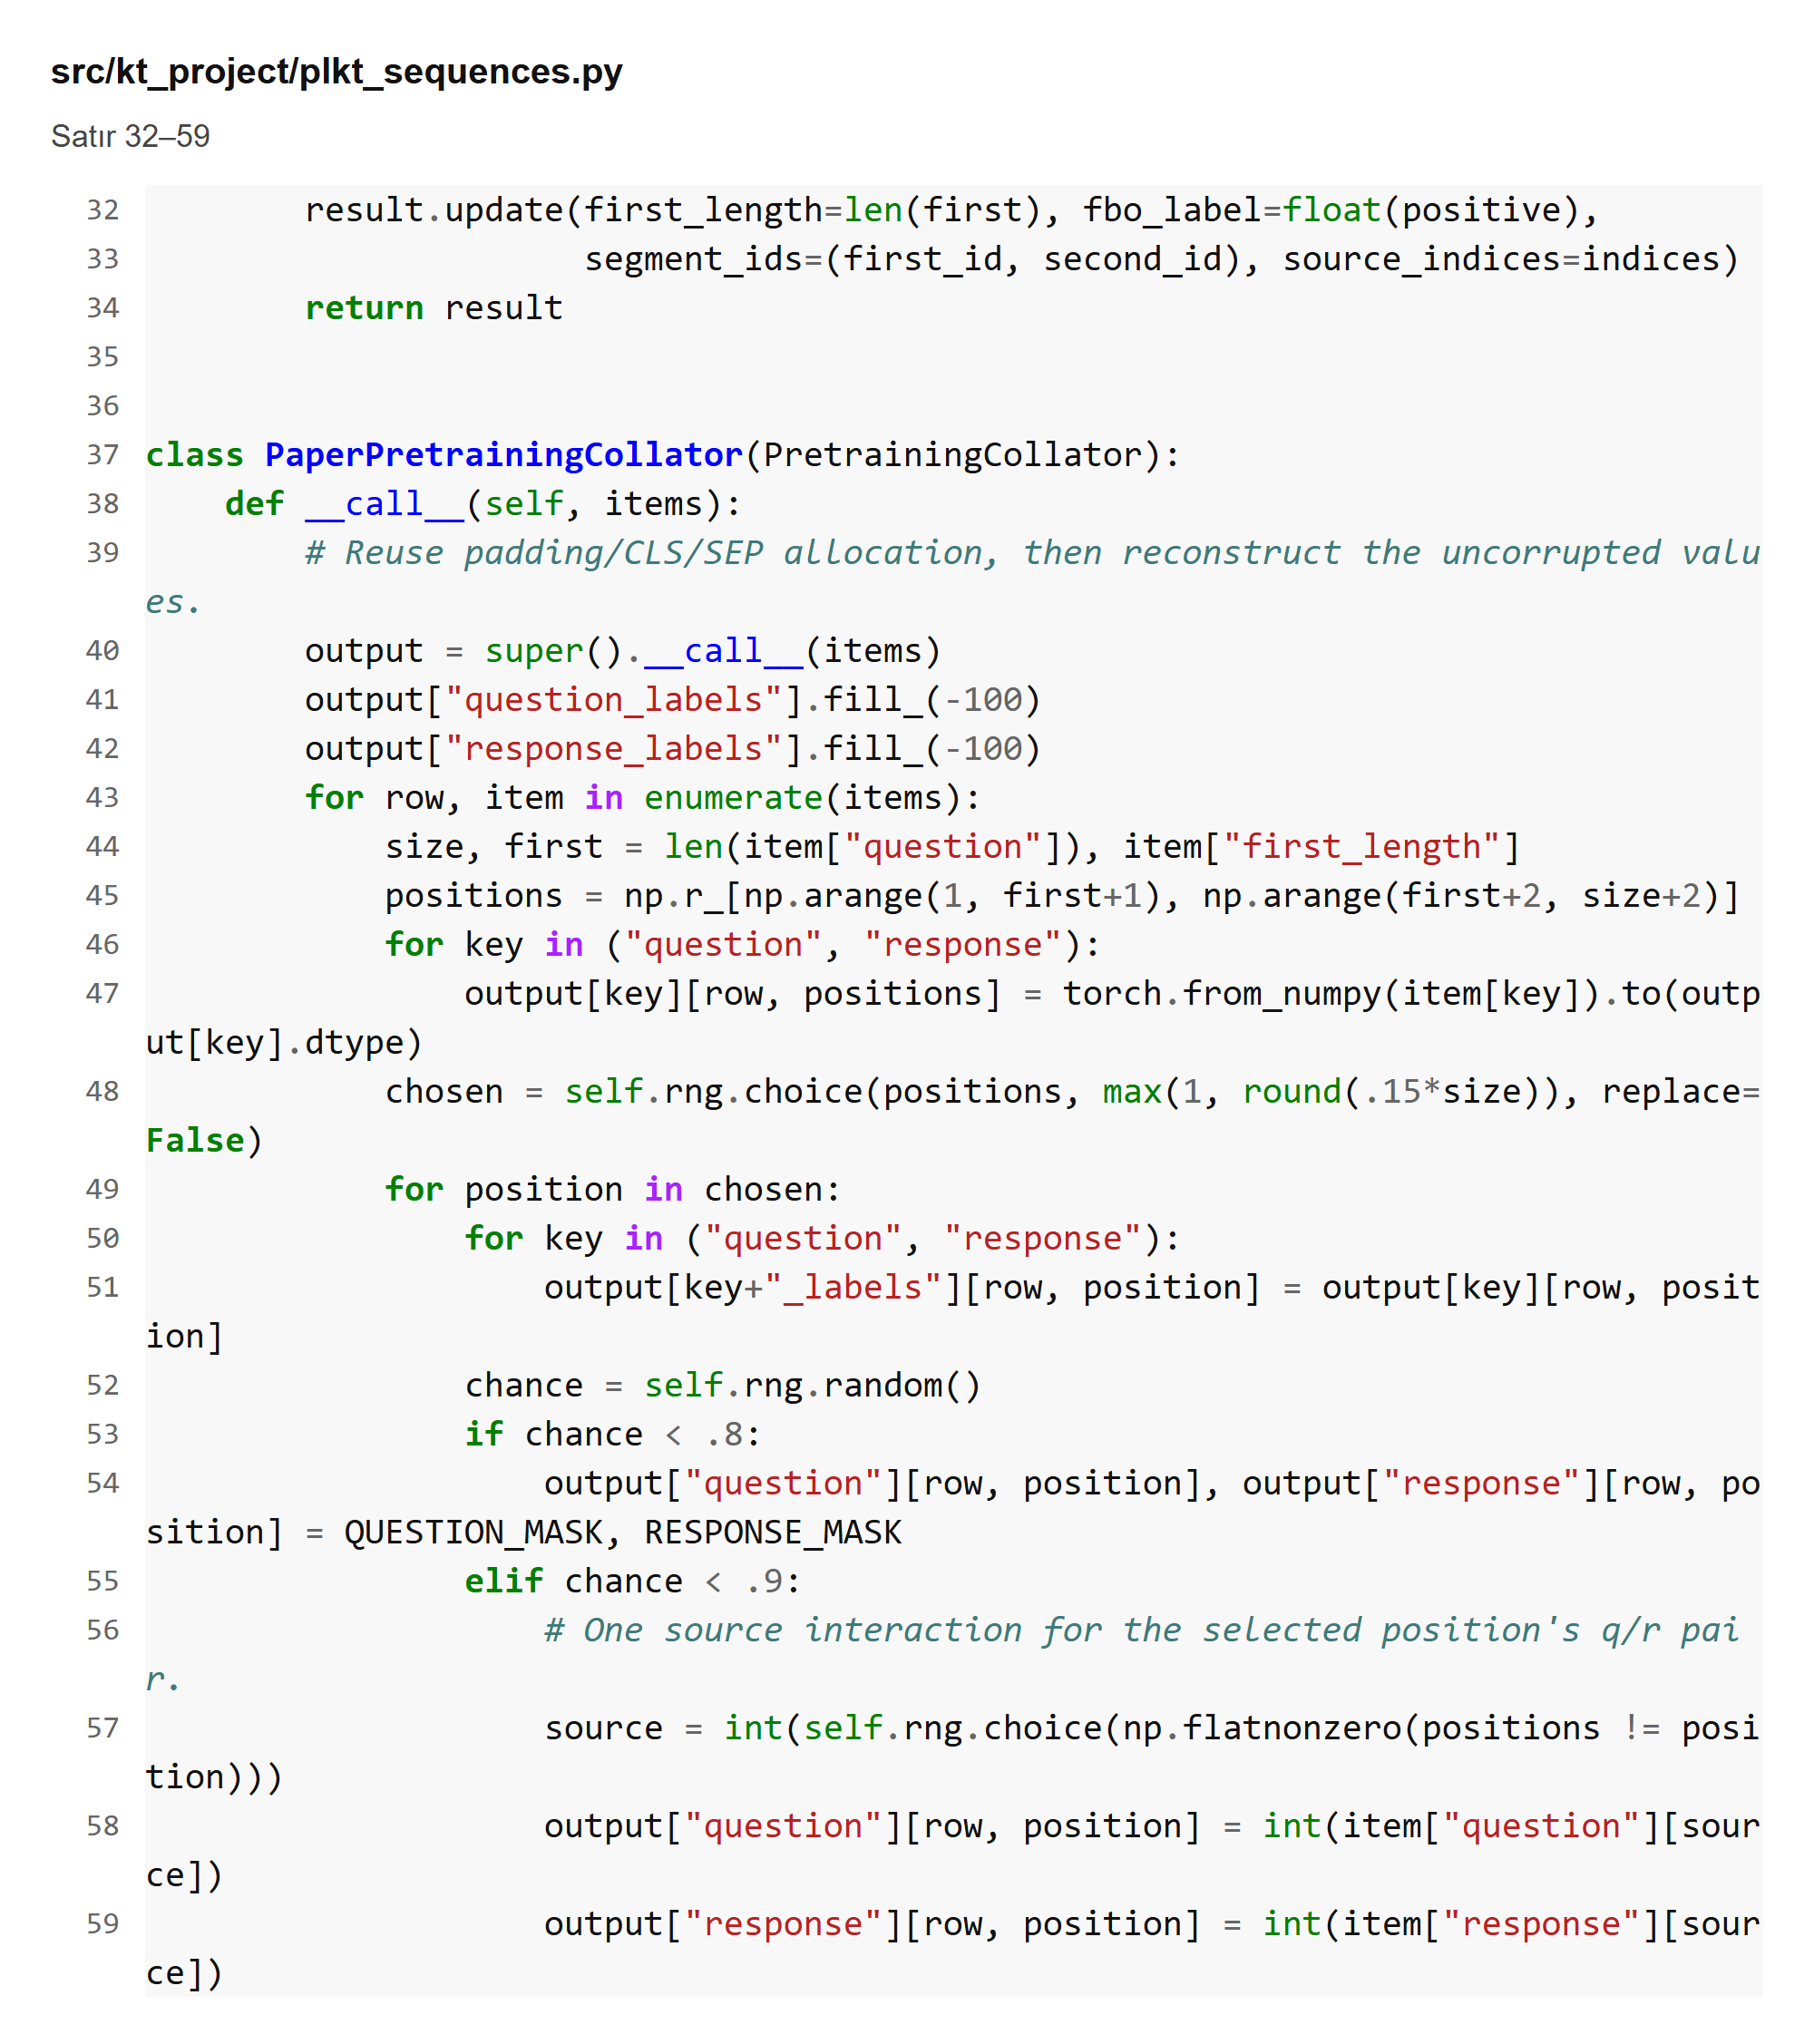 src/kt_project/plkt_sequences.py
Satır 32–59
32         result.update(first_length=len(first), fbo_label=float(positive),
33                       segment_ids=(first_id, second_id), source_indices=indices)
34         return result
35
36
37 class PaperPretrainingCollator(PretrainingCollator):
38     def __call__(self, items):
39         # Reuse padding/CLS/SEP allocation, then reconstruct the uncorrupted valu
es.
40         output = super().__call__(items)
41         output["question_labels"].fill_(-100)
42         output["response_labels"].fill_(-100)
43         for row, item in enumerate(items):
44             size, first = len(item["question"]), item["first_length"]
45             positions = np.r_[np.arange(1, first+1), np.arange(first+2, size+2)]
46             for key in ("question", "response"):
47                 output[key][row, positions] = torch.from_numpy(item[key]).to(outp
ut[key].dtype)
48             chosen = self.rng.choice(positions, max(1, round(.15*size)), replace=
False)
49             for position in chosen:
50                 for key in ("question", "response"):
51                     output[key+"_labels"][row, position] = output[key][row, posit
ion]
52                 chance = self.rng.random()
53                 if chance < .8:
54                     output["question"][row, position], output["response"][row, po
sition] = QUESTION_MASK, RESPONSE_MASK
55                 elif chance < .9:
56                     # One source interaction for the selected position's q/r pai
r.
57                     source = int(self.rng.choice(np.flatnonzero(positions != posi
tion)))
58                     output["question"][row, position] = int(item["question"][sour
ce])
59                     output["response"][row, position] = int(item["response"][sour
ce])